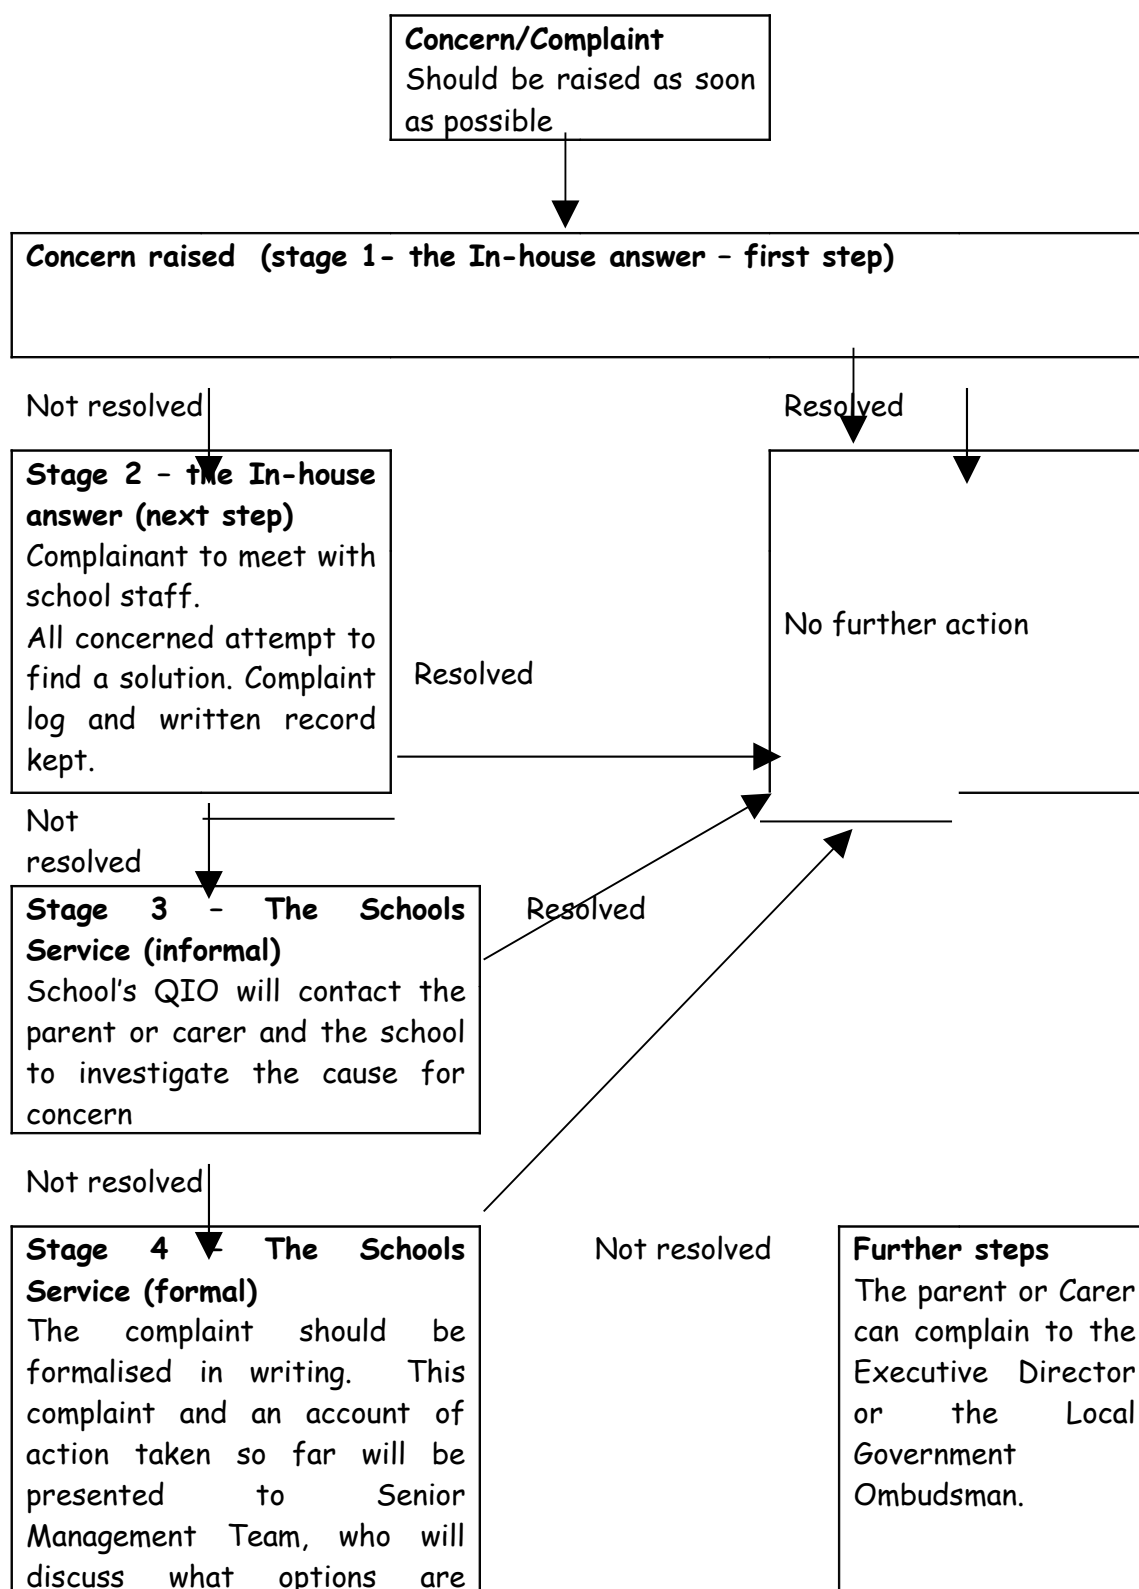 Concern/Complaint
Should be raised as soon
as possible
Concern raised (stage 1- the In-house answer – first step)
Not resolved
Resolved
Stage 2 – the In-house
answer (next step)
Complainant to meet with
school staff.
All concerned attempt to
find a solution. Complaint
log and written record
kept.
Resolved
No further action
Not
resolved
Stage 3 – The Schools
Service (informal)
School's QIO will contact the
parent or carer and the school
to investigate the cause for
concern
Resolved
Not resolved
Stage 4 – The Schools
Service (formal)
The complaint should be
formalised in writing. This
complaint and an account of
action taken so far will be
presented to Senior
Management Team, who will
discuss what options are
Not resolved
Further steps
The parent or Carer
can complain to the
Executive Director
or the Local
Government
Ombudsman.